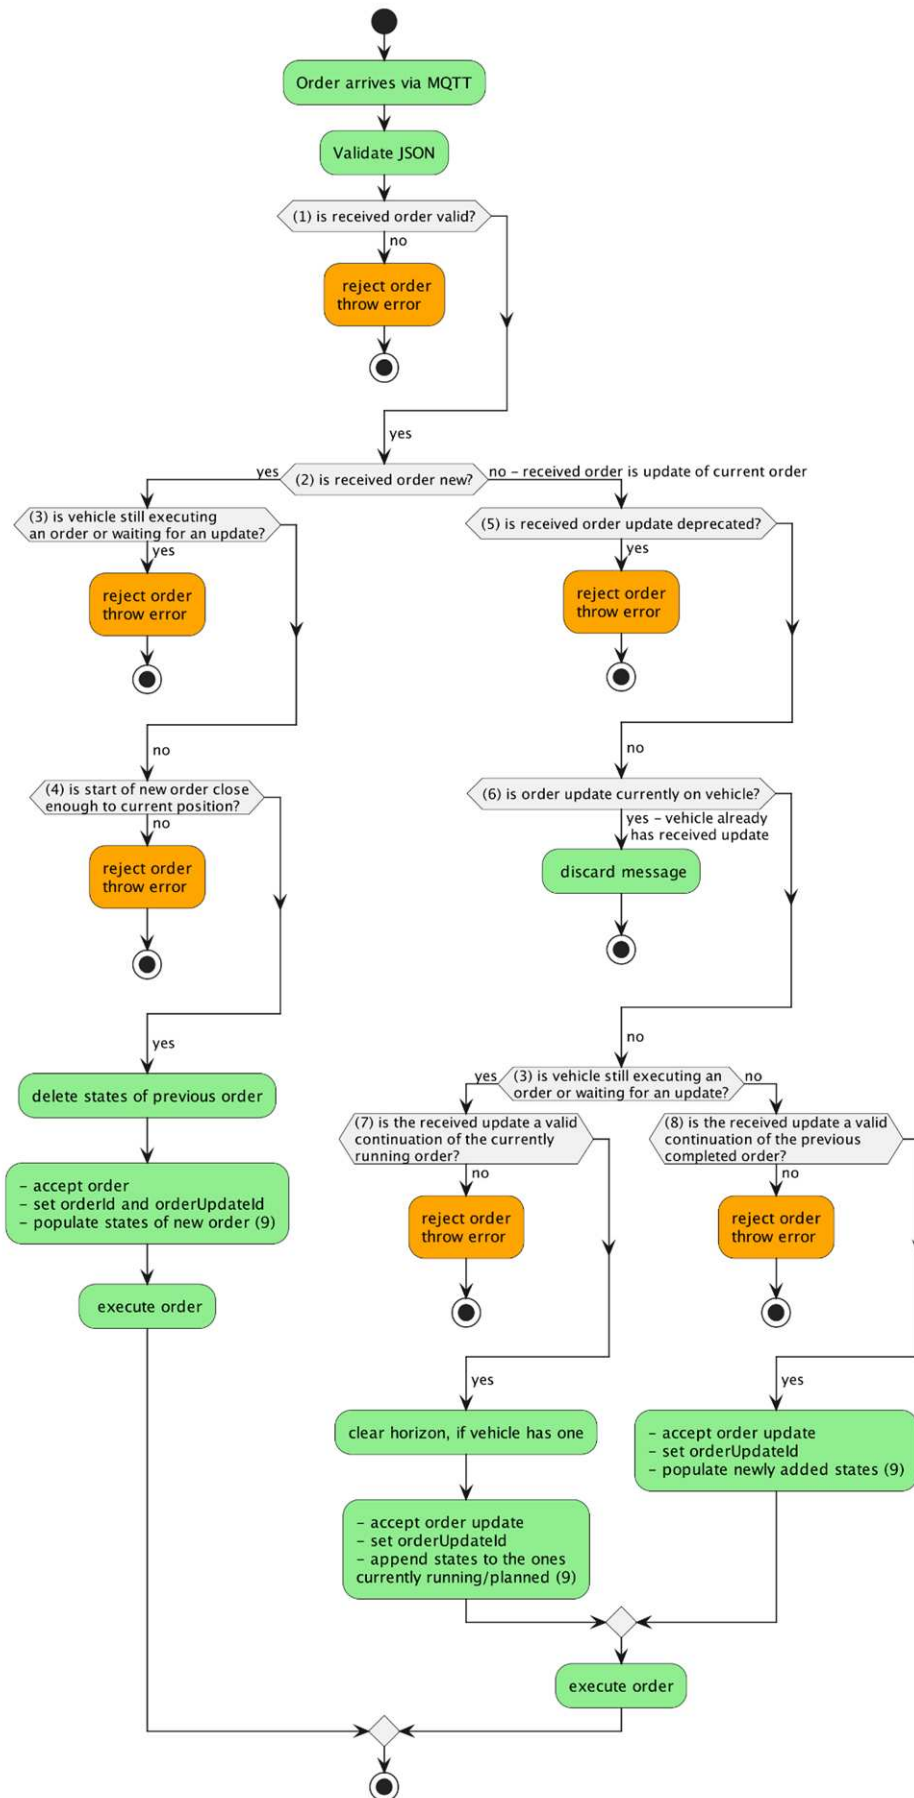 Order arrives via MQTT
Validate JSON
(1) is received order valid?
no
reject order
throw error
yes
(2) is received order new?
yes
no – received order is update of current order
(3) is vehicle still executing
an order or waiting for an update?
yes
reject order
throw error
no
(4) is start of new order close
enough to current position?
no
reject order
throw error
yes
delete states of previous order
– accept order
– set orderId and orderUpdateId
– populate states of new order (9)
execute order
(5) is received order update deprecated?
yes
reject order
throw error
no
(6) is order update currently on vehicle?
yes – vehicle already
has received update
discard message
no
(3) is vehicle still executing an
order or waiting for an update?
yes
no
(7) is the received update a valid
continuation of the currently
running order?
no
reject order
throw error
yes
clear horizon, if vehicle has one
– accept order update
– set orderUpdateId
– append states to the ones
currently running/planned (9)
(8) is the received update a valid
continuation of the previous
completed order?
no
reject order
throw error
yes
– accept order update
– set orderUpdateId
– populate newly added states (9)
execute order